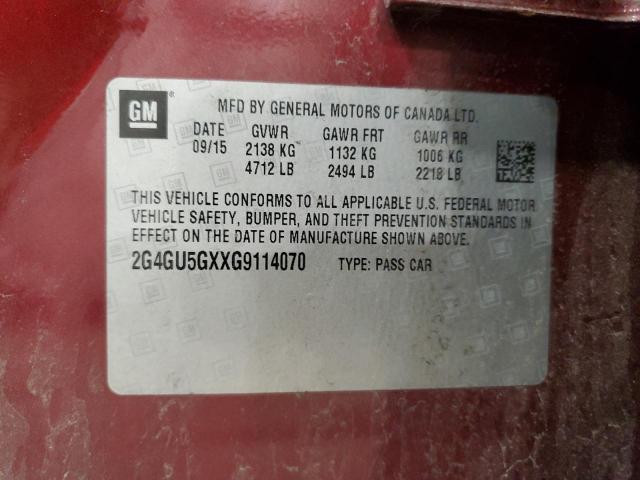 GM
MFD BY GENERAL MOTORS OF CANADA LTD.
DATE GVWR GAWR FRT GAWR RR
09/15 2138 KG 1132 KG 1006 KG
4712 LB 2494 LB 2218 LB
THIS VEHICLE CONFORMS TO ALL APPLICABLE U.S. FEDERAL MOTOR
VEHICLE SAFETY, BUMPER, AND THEFT PREVENTION STANDARDS IN
EFFECT ON THE DATE OF MANUFACTURE SHOWN ABOVE.
2G4GU5GXXG9114070 TYPE: PASS CAR